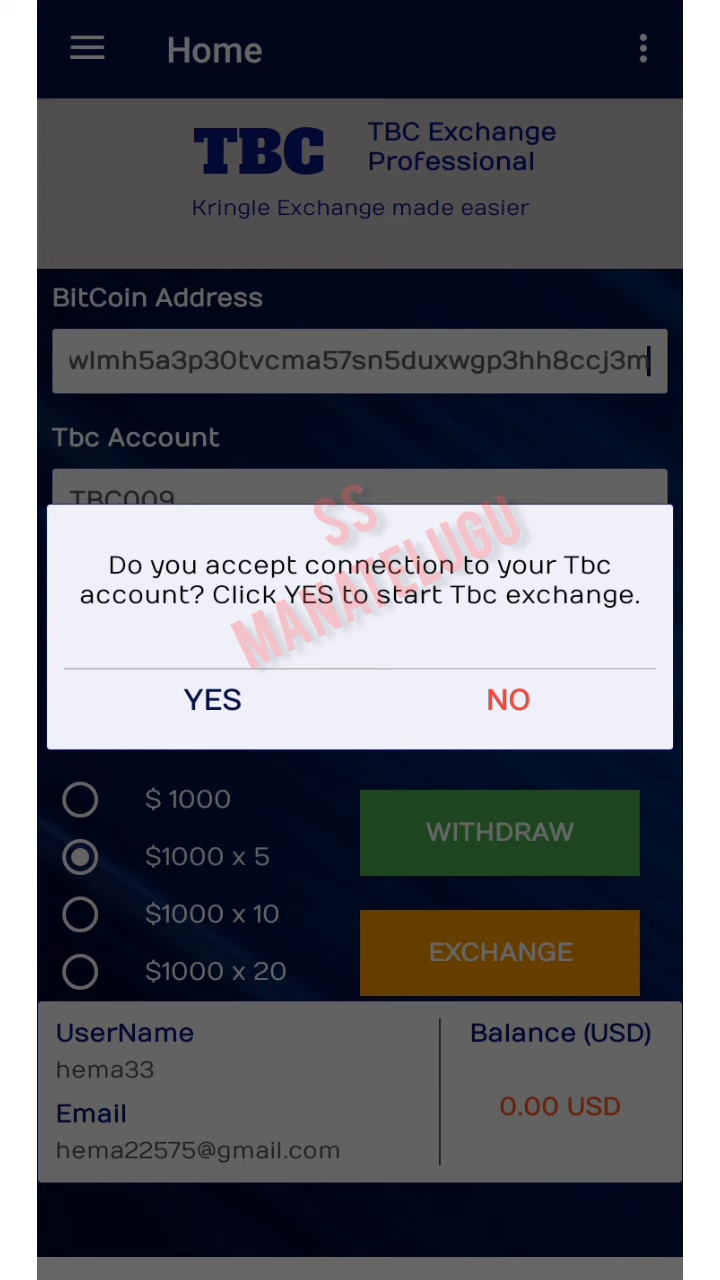 Home
TBC
TBC Exchange
Professional
Kringle Exchange made easier
BitCoin Address
wlmh5a3p30tvcma57sn5duxwgp3hh8ccj3m
Tbc Account
TBC009
SS
MANATELUGU
Do you accept connection to your Tbc
account? Click YES to start Tbc exchange.
YES
NO
$ 1000
$1000 x 5
$1000 x 10
$1000 x 20
WITHDRAW
EXCHANGE
UserName
hema33
Email
hema22575@gmail.com
Balance (USD)
0.00 USD